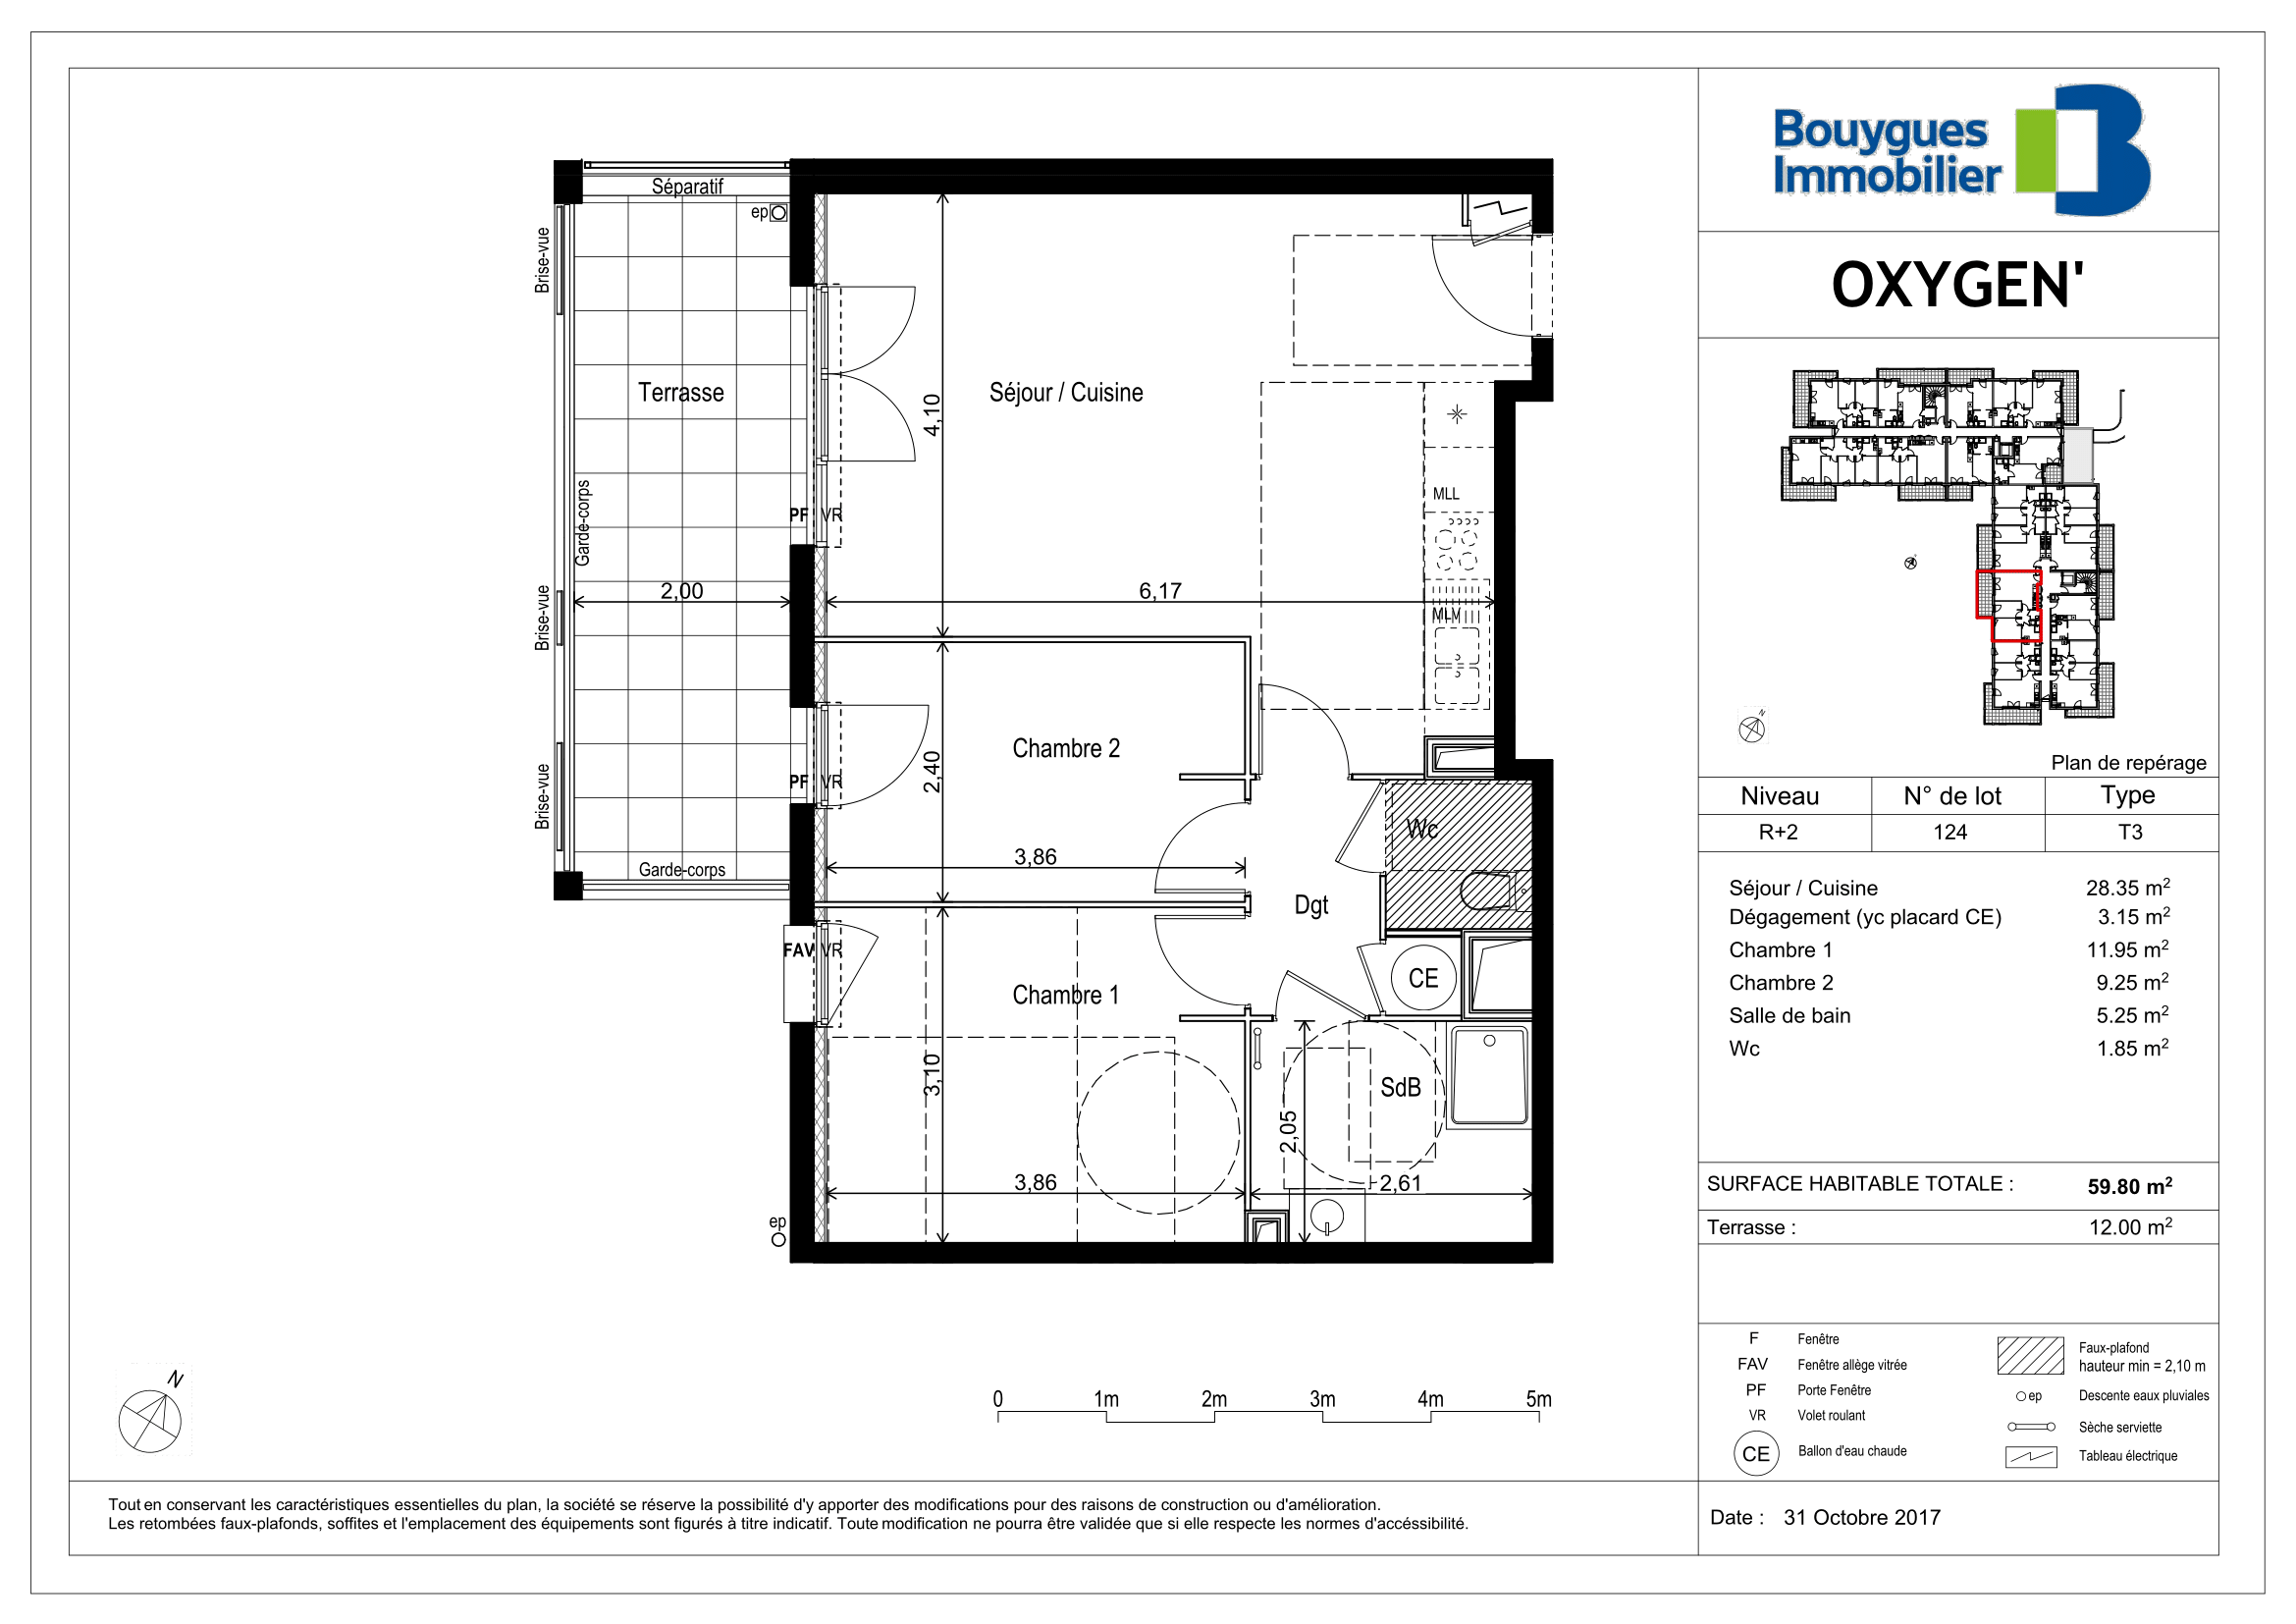 Séparatif
ep
Brise-vue
Terrasse
Séjour / Cuisine
4,10
MLL
PF VR
Garde-corps
2,00
6,17
MLV
Brise-vue
Chambre 2
2,40
PF VR
Brise-vue
Wc
3,86
Garde-corps
Dgt
FAV VR
CE
Chambre 1
3,10
SdB
2,05
3,86
2,61
ep
N
0 1m 2m 3m 4m 5m
Tout en conservant les caractéristiques essentielles du plan, la société se réserve la possibilité d'y apporter des modifications pour des raisons de construction ou d'amélioration.
Les retombées faux-plafonds, soffites et l'emplacement des équipements sont figurés à titre indicatif. Toute modification ne pourra être validée que si elle respecte les normes d'accéssibilité.
Bouygues
Immobilier
OXYGEN'
N
Plan de repérage
Niveau N° de lot Type
R+2 124 T3
Séjour / Cuisine 28.35 m²
Dégagement (yc placard CE) 3.15 m²
Chambre 1 11.95 m²
Chambre 2 9.25 m²
Salle de bain 5.25 m²
Wc 1.85 m²
SURFACE HABITABLE TOTALE : 59.80 m²
Terrasse : 12.00 m²
F Fenêtre
FAV Fenêtre allège vitrée
PF Porte Fenêtre
VR Volet roulant
CE Ballon d'eau chaude
Faux-plafond
hauteur min = 2,10 m
ep Descente eaux pluviales
Sèche serviette
Tableau électrique
Date : 31 Octobre 2017